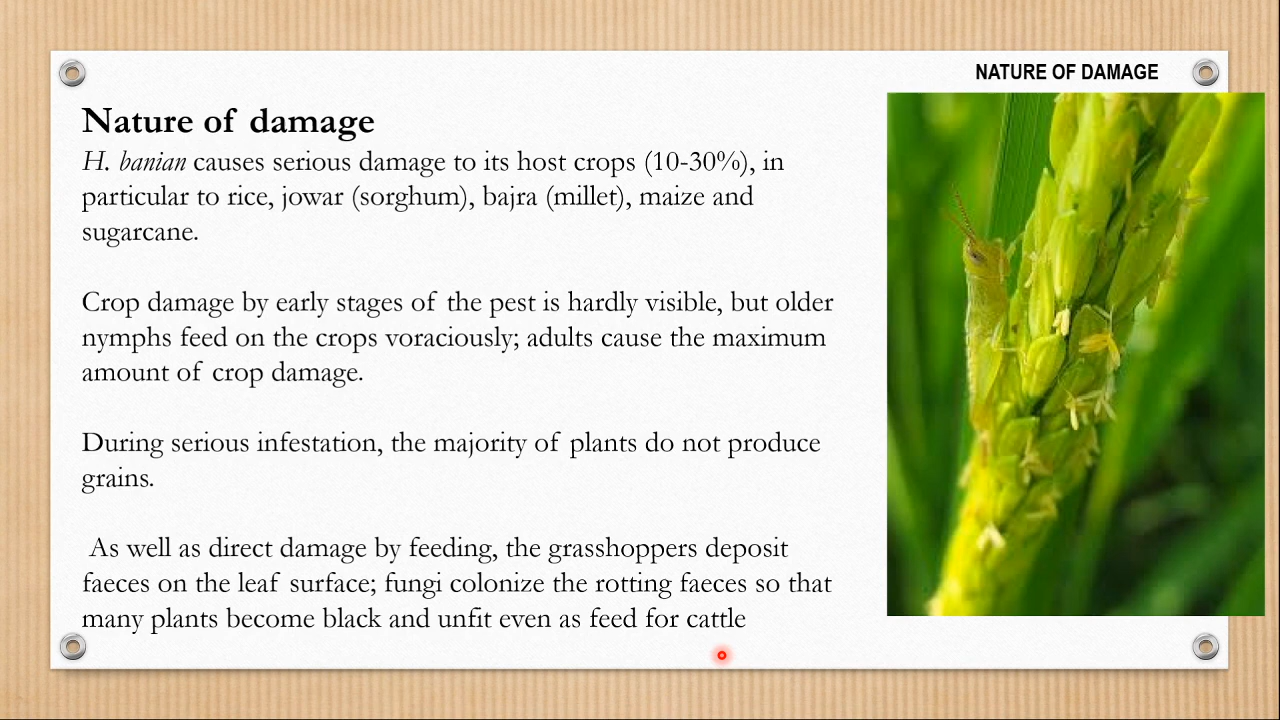 NATURE OF DAMAGE
Nature of damage
H. banian causes serious damage to its host crops (10-30%), in
particular to rice, jowar (sorghum), bajra (millet), maize and
sugarcane.
Crop damage by early stages of the pest is hardly visible, but older
nymphs feed on the crops voraciously; adults cause the maximum
amount of crop damage.
During serious infestation, the majority of plants do not produce
grains.
As well as direct damage by feeding, the grasshoppers deposit
faeces on the leaf surface; fungi colonize the rotting faeces so that
many plants become black and unfit even as feed for cattle